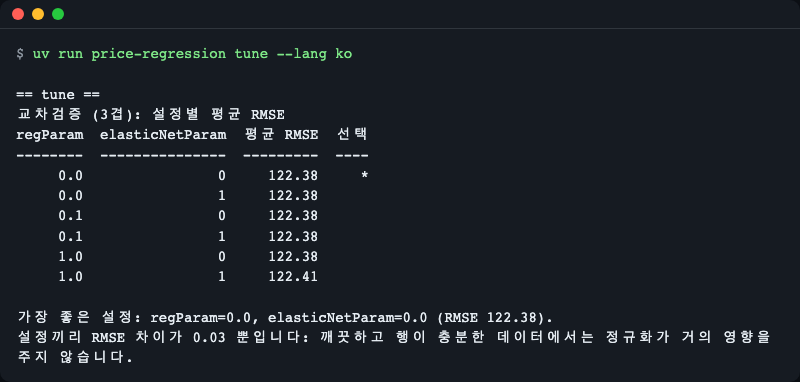 $ uv run price-regression tune --lang ko
== tune ==
교차검증 (3겹): 설정별 평균 RMSE
regParam  elasticNetParam  평균 RMSE  선택
--------  ---------------  ---------  ----
0.0  0  122.38  *
0.0  1  122.38
0.1  0  122.38
0.1  1  122.38
1.0  0  122.38
1.0  1  122.41
가장 좋은 설정: regParam=0.0, elasticNetParam=0.0 (RMSE 122.38).
설정끼리 RMSE 차이가 0.03 뿐입니다: 깨끗하고 행이 충분한 데이터에서는 정규화가 거의 영향을
주지 않습니다.